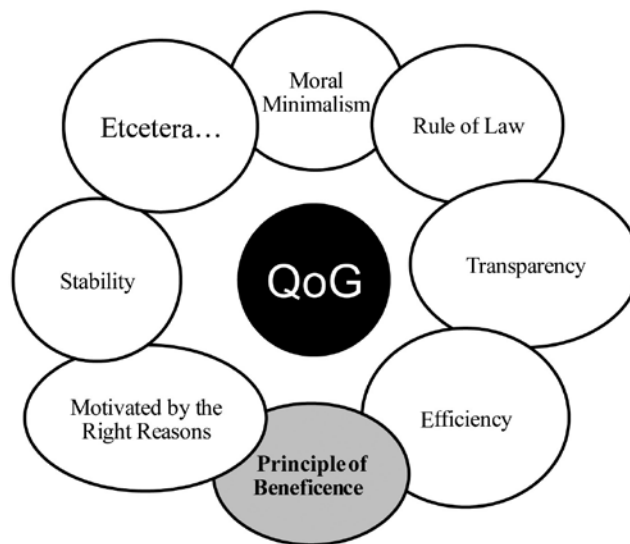 Moral
Minimalism
Rule of Law
Etcetera…
Transparency
Stability
QoG
Efficiency
Motivated by the
Right Reasons
Principle of
Beneficence